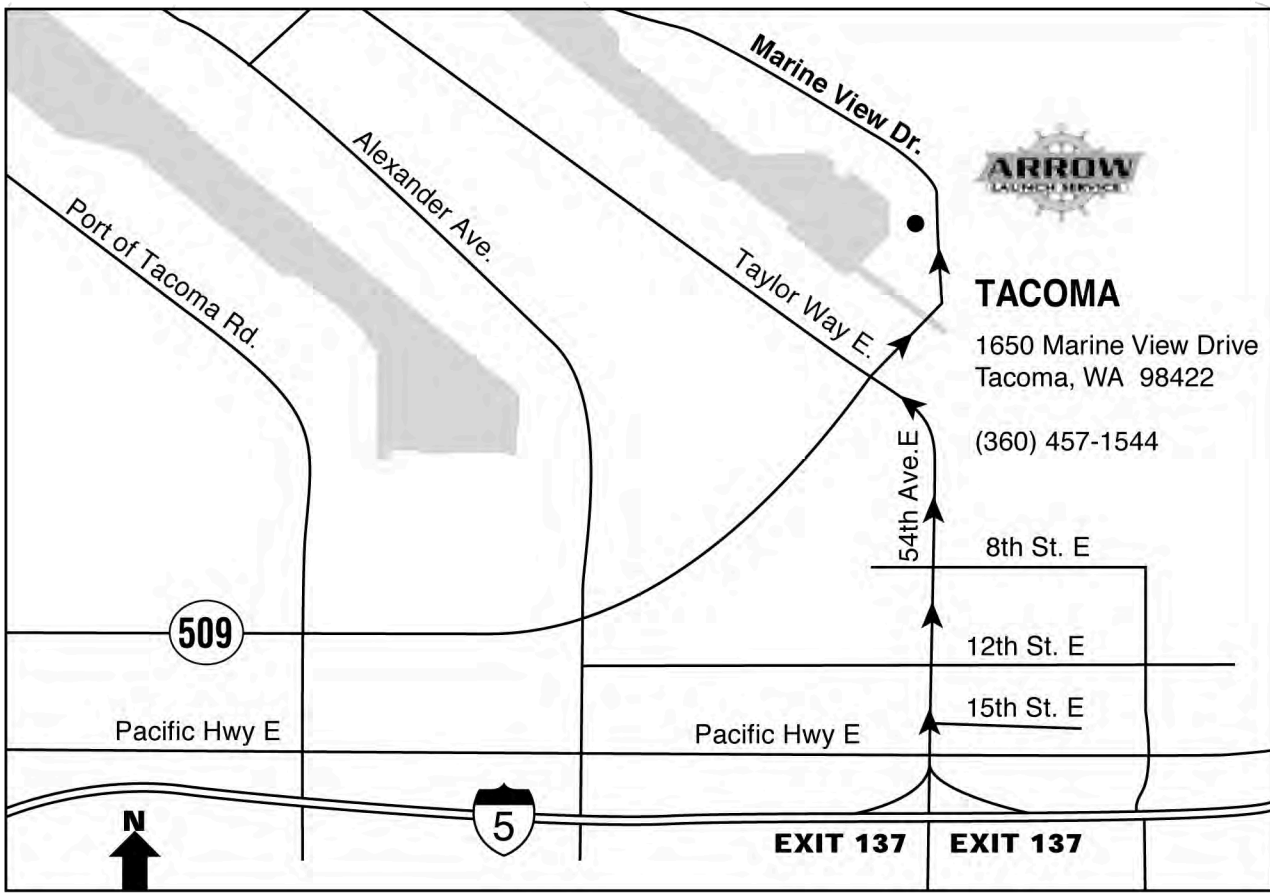 Marine View Dr.
ARROW
LAUNCH SERVICE
Alexander Ave.
Port of Tacoma Rd.
Taylor Way E.
TACOMA
1650 Marine View Drive
Tacoma, WA 98422
(360) 457-1544
54th Ave.E
8th St. E
509
12th St. E
15th St. E
Pacific Hwy E
Pacific Hwy E
5
N
EXIT 137
EXIT 137